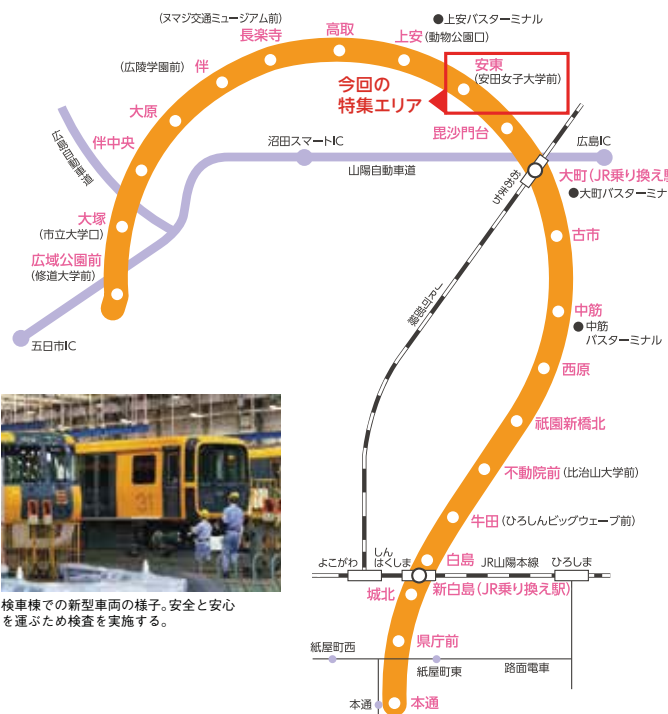 (ヌマジ交通ミュージアム前)
長楽寺
高取
●上安バスターミナル
上安(動物公園口)
(広陵学園前)
伴
安東
(安田女子大学前)
今回の
特集エリア
大原
毘沙門台
伴中央
広島自動車道
沼田スマートIC
山陽自動車道
広島IC
おおまち
大町(JR乗り換え駅
●大町バスターミナ
大塚
(市立大学口)
古市
広域公園前
(修道大学前)
JR可部線
中筋
●中筋
バスターミナル
五日市IC
西原
祇園新橋北
不動院前(比治山大学前)
牛田(ひろしんビッグウェーブ前)
31
検車棟での新型車両の様子。安全と安心
を運ぶため検査を実施する。
よこがわ
しん
はくしま
白島
JR山陽本線
ひろしま
城北
新白島(JR乗り換え駅)
県庁前
紙屋町西
紙屋町東
路面電車
本通
本通